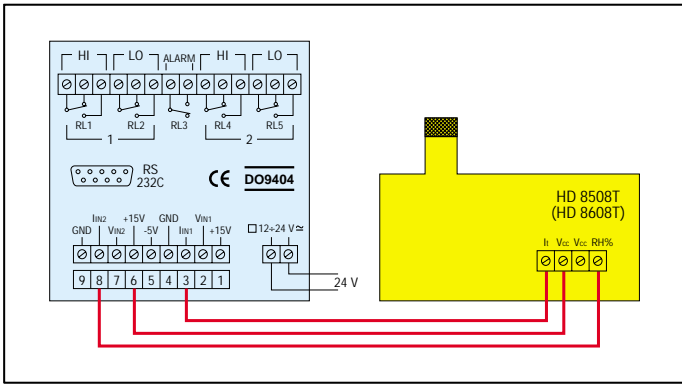 HI LO ALARM HI LO
RL1 RL2 RL3 RL4 RL5
1 2
RS
232C
CE DO9404
IIN2 +15V GND VIN1
GND VIN2 -5V IIN1 +15V
12÷24 V ≃
9 8 7 6 5 4 3 2 1
24 V
HD 8508T
(HD 8608T)
It Vcc Vcc RH%